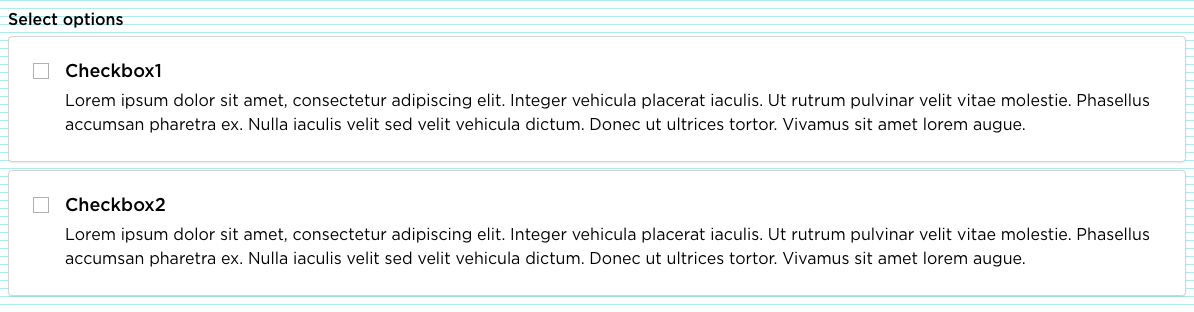 Select options
Checkbox1
Lorem ipsum dolor sit amet, consectetur adipiscing elit. Integer vehicula placerat iaculis. Ut rutrum pulvinar velit vitae molestie. Phasellus
accumsan pharetra ex. Nulla iaculis velit sed velit vehicula dictum. Donec ut ultrices tortor. Vivamus sit amet lorem augue.
Checkbox2
Lorem ipsum dolor sit amet, consectetur adipiscing elit. Integer vehicula placerat iaculis. Ut rutrum pulvinar velit vitae molestie. Phasellus
accumsan pharetra ex. Nulla iaculis velit sed velit vehicula dictum. Donec ut ultrices tortor. Vivamus sit amet lorem augue.